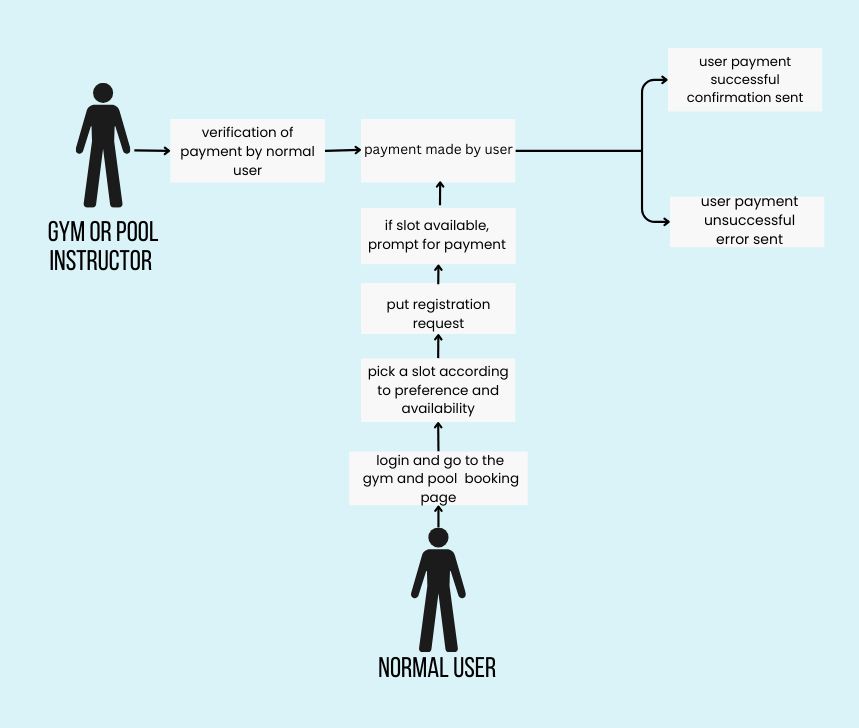 user payment
successful
confirmation sent
verification of
payment by normal
user
payment made by user
user payment
unsuccessful
error sent
GYM OR POOL
INSTRUCTOR
if slot available,
prompt for payment
put registration
request
pick a slot according
to preference and
availability
login and go to the
gym and pool booking
page
NORMAL USER